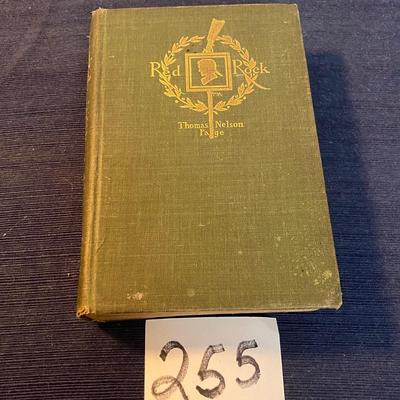 Red Rock
Thomas Nelson
Page
255